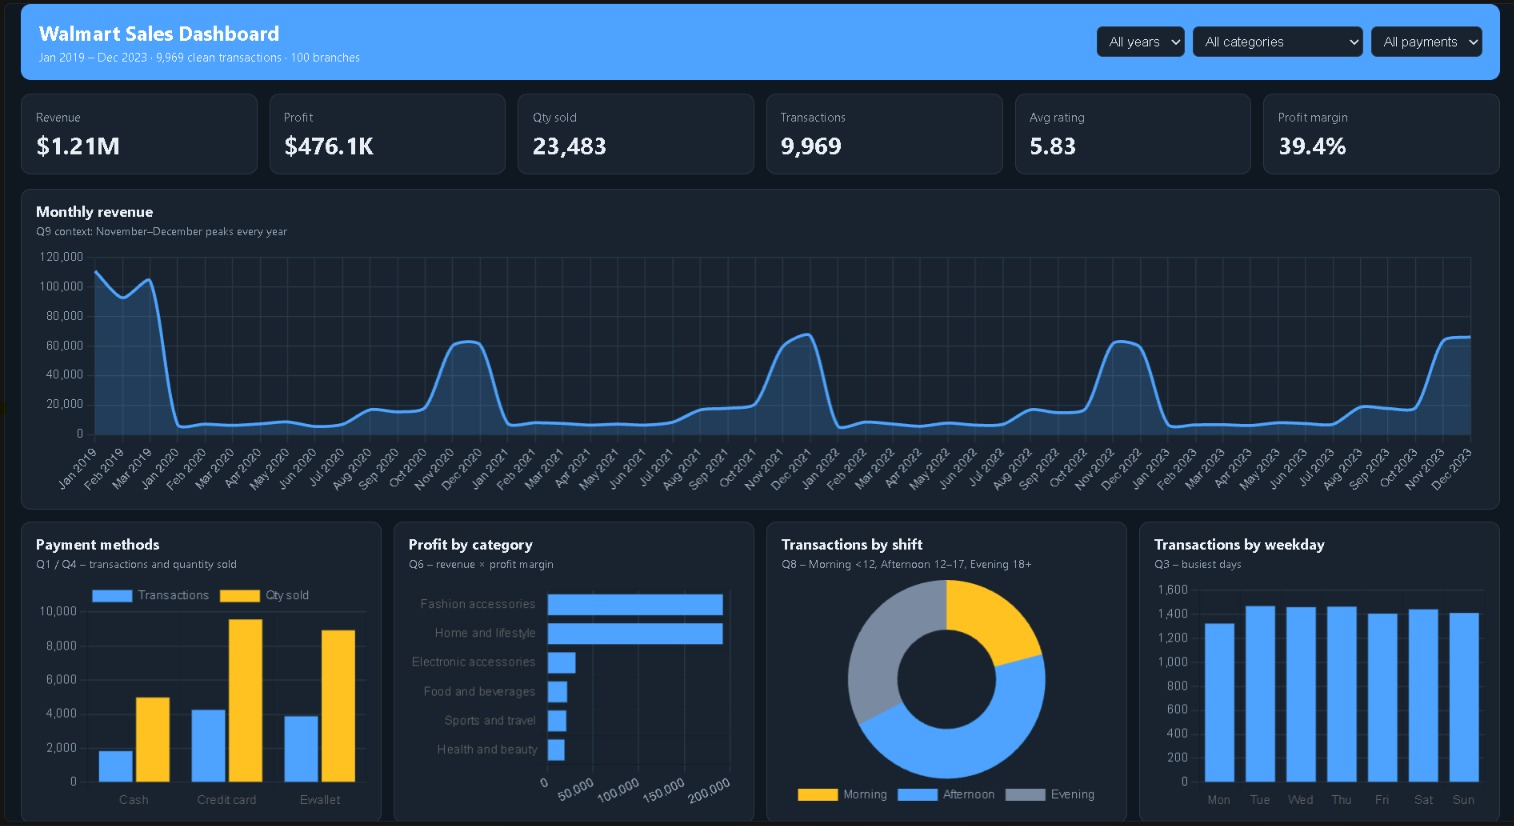 Walmart Sales Dashboard
Jan 2019 – Dec 2023 · 9,969 clean transactions · 100 branches
All years
All categories
All payments
Revenue
$1.21M
Profit
$476.1K
Qty sold
23,483
Transactions
9,969
Avg rating
5.83
Profit margin
39.4%
Monthly revenue
Q9 context: November–December peaks every year
120,000
100,000
80,000
60,000
40,000
20,000
0
Jan 2019
Feb 2019
Mar 2019
Jan 2020
Feb 2020
Mar 2020
Apr 2020
May 2020
Jun 2020
Jul 2020
Aug 2020
Sep 2020
Oct 2020
Nov 2020
Dec 2020
Jan 2021
Feb 2021
Mar 2021
Apr 2021
May 2021
Jun 2021
Jul 2021
Aug 2021
Sep 2021
Oct 2021
Nov 2021
Dec 2021
Jan 2022
Feb 2022
Mar 2022
Apr 2022
May 2022
Jun 2022
Jul 2022
Aug 2022
Sep 2022
Oct 2022
Nov 2022
Dec 2022
Jan 2023
Feb 2023
Mar 2023
Apr 2023
May 2023
Jun 2023
Jul 2023
Aug 2023
Sep 2023
Oct 2023
Nov 2023
Dec 2023
Payment methods
Q1 / Q4 – transactions and quantity sold
Transactions
Qty sold
10,000
8,000
6,000
4,000
2,000
0
Cash
Credit card
Ewallet
Profit by category
Q6 – revenue × profit margin
Fashion accessories
Home and lifestyle
Electronic accessories
Food and beverages
Sports and travel
Health and beauty
0
50,000
100,000
150,000
200,000
Transactions by shift
Q8 – Morning <12, Afternoon 12–17, Evening 18+
Morning
Afternoon
Evening
Transactions by weekday
Q3 – busiest days
1,600
1,400
1,200
1,000
800
600
400
200
0
Mon
Tue
Wed
Thu
Fri
Sat
Sun